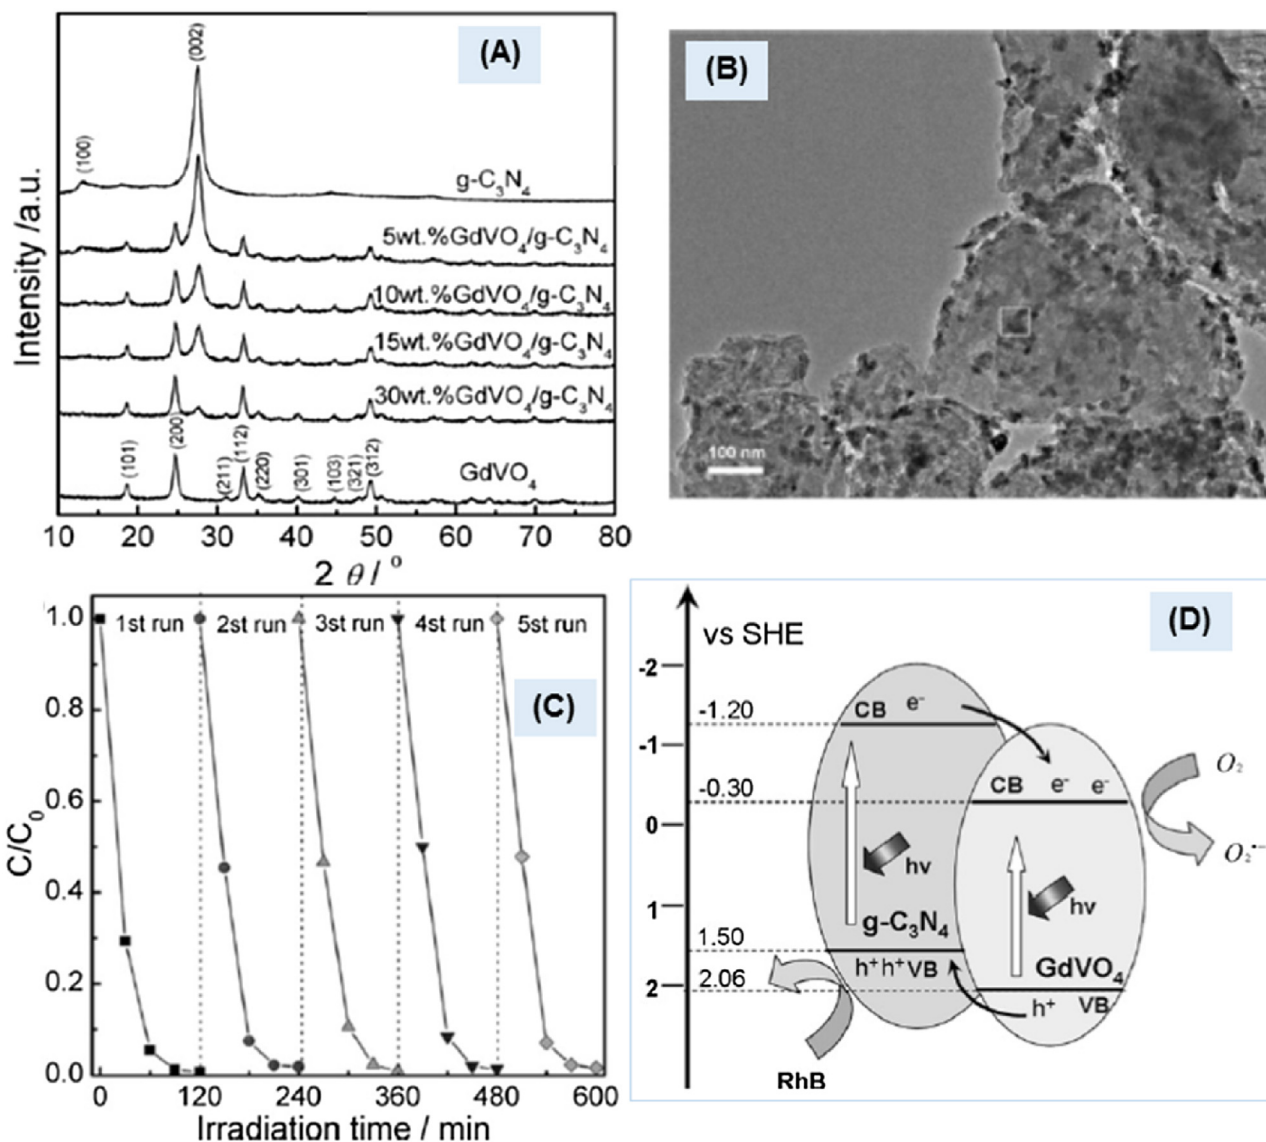 (A)
(002)
(100)
g-C₃N₄
5wt.%GdVO₄/g-C₃N₄
10wt.%GdVO₄/g-C₃N₄
15wt.%GdVO₄/g-C₃N₄
30wt.%GdVO₄/g-C₃N₄
(101)
(200)
(211)
(112)
(220)
(301)
(103)
(321)
(312)
GdVO₄
Intensity /a.u.
10 20 30 40 50 60 70 80
2 θ / °
(B)
100 nm
(C)
1st run 2st run 3st run 4st run 5st run
C/C₀
1.0
0.8
0.6
0.4
0.2
0.0
0 120 240 360 480 600
Irradiation time / min
(D)
vs SHE
-2
-1.20
-1
-0.30
0
1
1.50
2.06
2
CB e⁻
CB e⁻ e⁻
O₂
O₂•−
hv
hv
g-C₃N₄
GdVO₄
h⁺h⁺VB
h⁺ VB
RhB